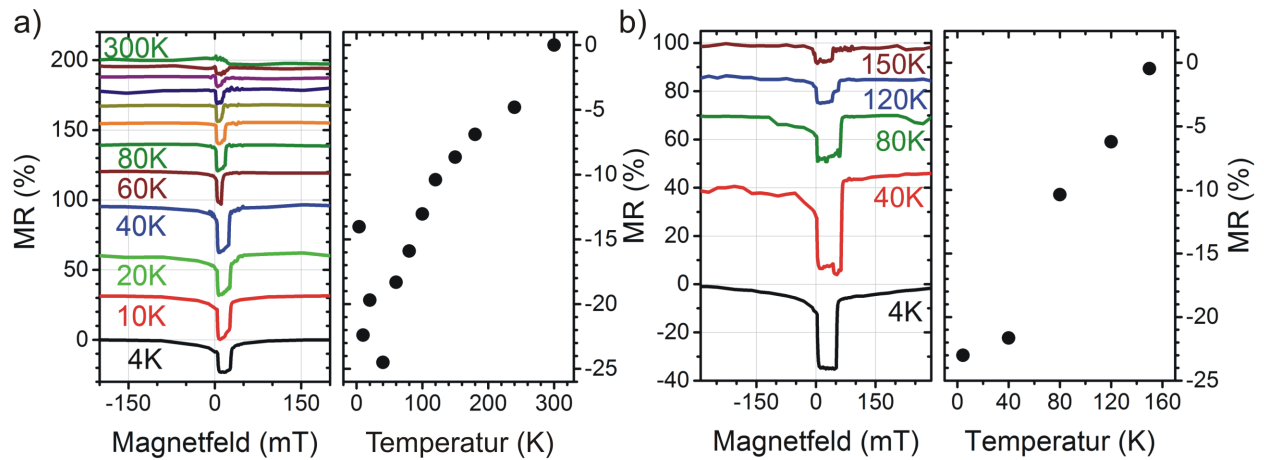 a)
MR (%)
200
150
100
50
0
300K
80K
60K
40K
20K
10K
4K
-150 0 150
Magnetfeld (mT)
0
-5
-10
-15
-20
-25
MR (%)
0 100 200 300
Temperatur (K)
b)
100
80
60
40
20
0
-20
-40
150K
120K
80K
40K
4K
-150 0 150
Magnetfeld (mT)
0
-5
-10
-15
-20
-25
MR (%)
0 40 80 120 160
Temperatur (K)